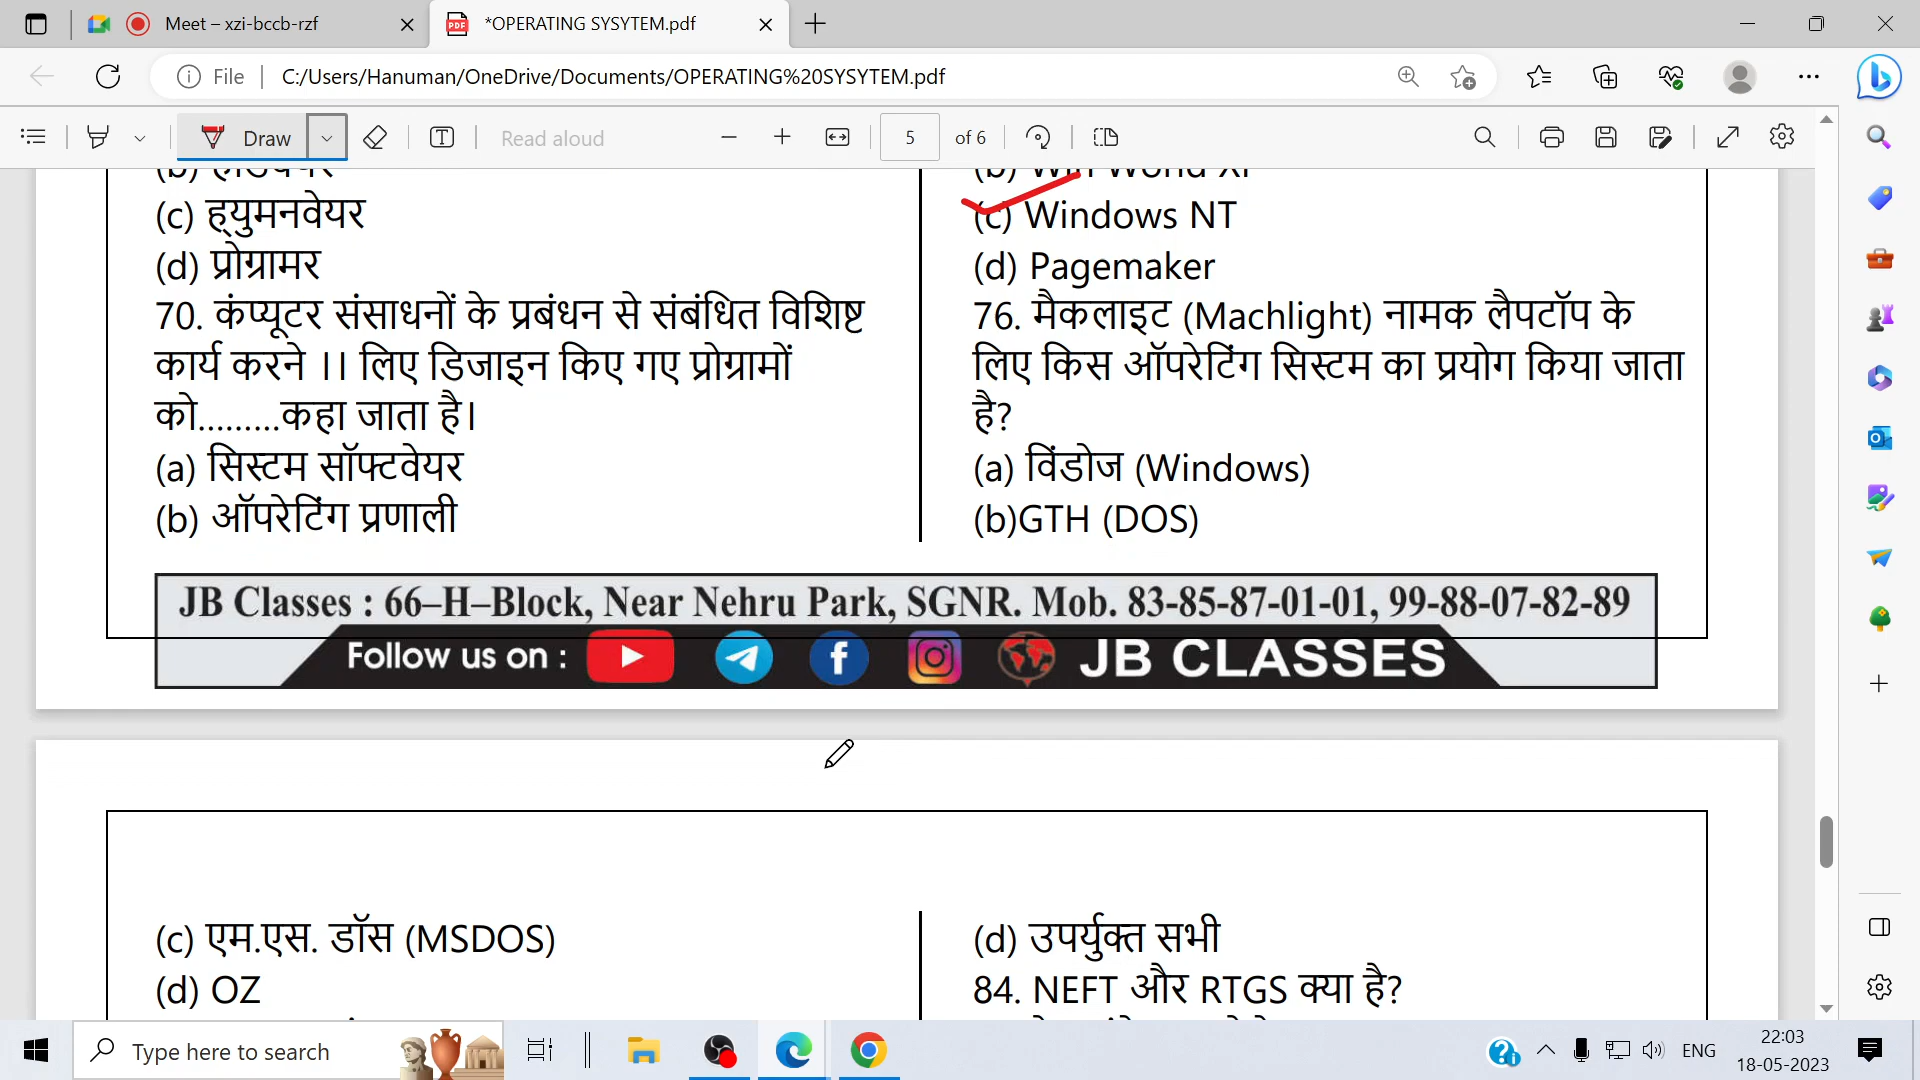 Meet – xzi-bccb-rzf
*OPERATING SYSYTEM.pdf
File
C:/Users/Hanuman/OneDrive/Documents/OPERATING%20SYSYTEM.pdf
Draw
Read aloud
5 of 6
(b) हार्डवेयर
(c) ह्युमनवेयर
(d) प्रोग्रामर
70. कंप्यूटर संसाधनों के प्रबंधन से संबंधित विशिष्ट
कार्य करने ।। लिए डिजाइन किए गए प्रोग्रामों
को.........कहा जाता है।
(a) सिस्टम सॉफ्टवेयर
(b) ऑपरेटिंग प्रणाली
(b) Win World XI
(c) Windows NT
(d) Pagemaker
76. मैकलाइट (Machlight) नामक लैपटॉप के
लिए किस ऑपरेटिंग सिस्टम का प्रयोग किया जाता
है?
(a) विंडोज (Windows)
(b)GTH (DOS)
JB Classes : 66–H–Block, Near Nehru Park, SGNR. Mob. 83-85-87-01-01, 99-88-07-82-89
Follow us on :
JB CLASSES
(c) एम.एस. डॉस (MSDOS)
(d) OZ
(d) उपर्युक्त सभी
84. NEFT और RTGS क्या है?
Type here to search
ENG
22:03
18-05-2023